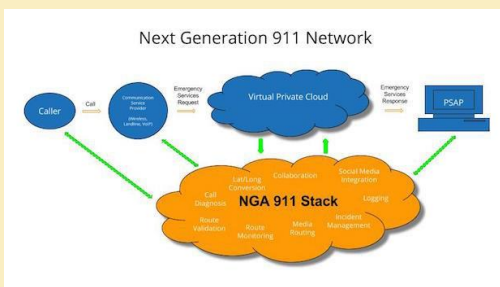 Next Generation 911 Network
Caller
Call
Communication
Service
Provider
(Wireless,
Landline, VoIP)
Emergency
Services
Request
Virtual Private Cloud
Emergency
Services
Response
PSAP
Lat/Long
Conversion
Collaboration
Social Media
Integration
Call
Diagnosis
NGA 911 Stack
Logging
Route
Validation
Route
Monitoring
Media
Routing
Incident
Management